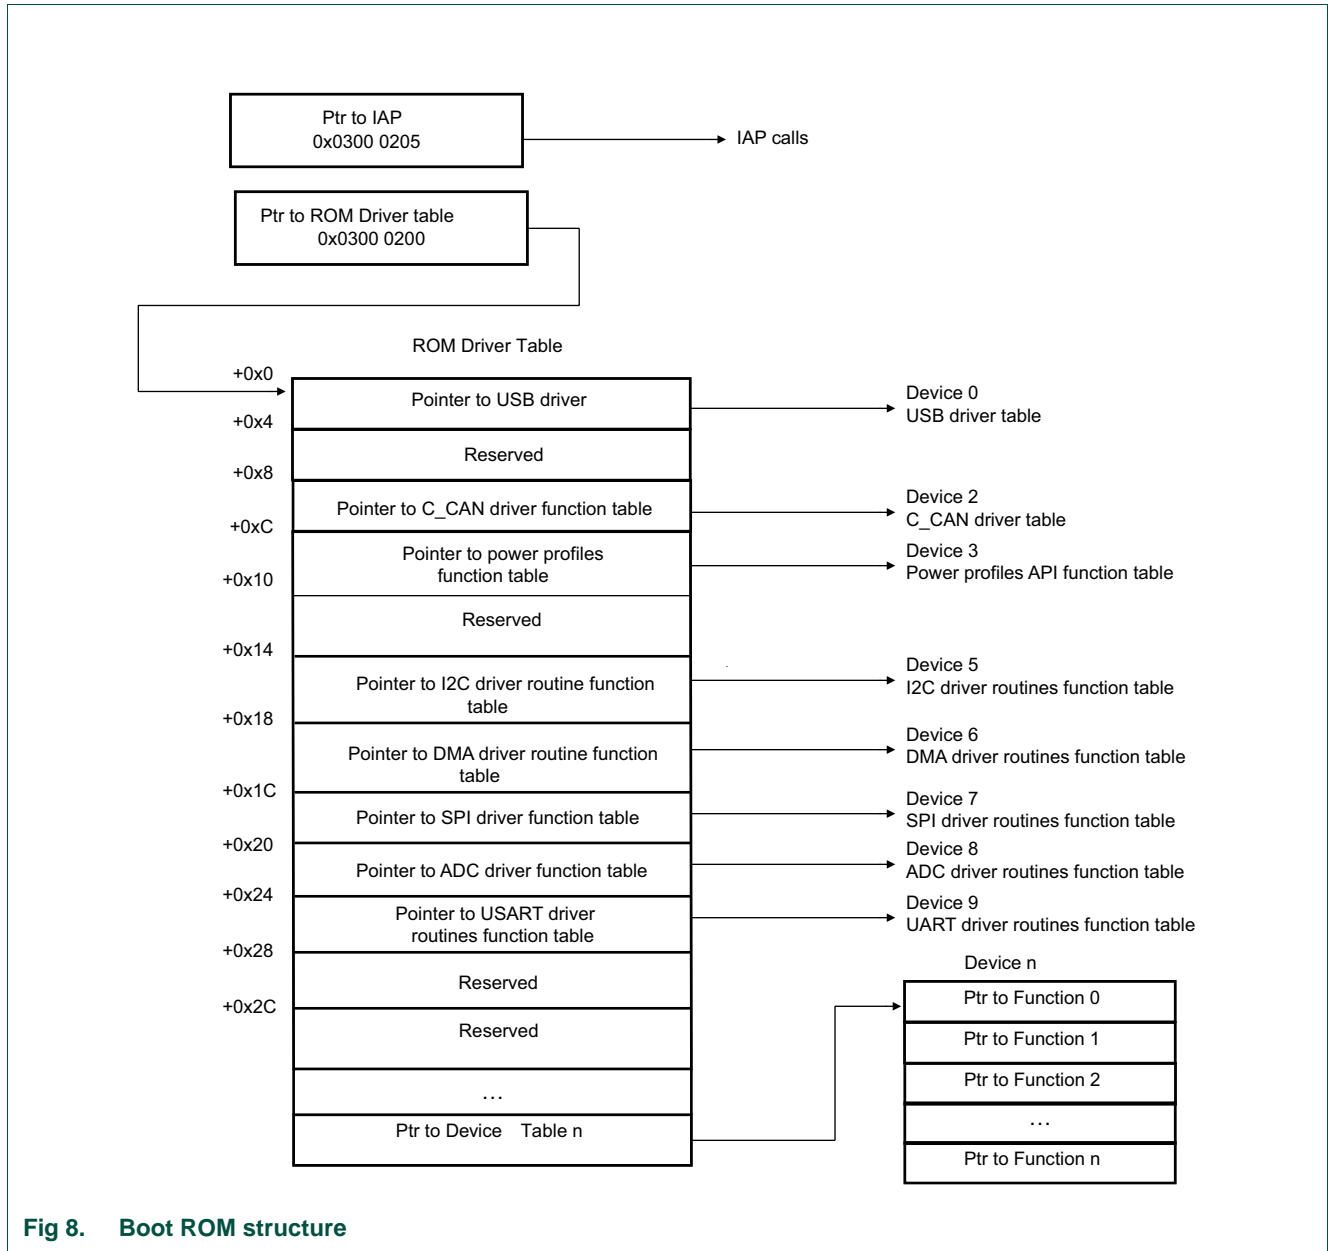 Ptr to IAP
0x0300 0205
IAP calls
Ptr to ROM Driver table
0x0300 0200
ROM Driver Table
+0x0
Pointer to USB driver
Device 0
USB driver table
+0x4
Reserved
+0x8
Pointer to C_CAN driver function table
Device 2
C_CAN driver table
+0xC
Pointer to power profiles
function table
Device 3
Power profiles API function table
+0x10
Reserved
+0x14
Pointer to I2C driver routine function
table
Device 5
I2C driver routines function table
+0x18
Pointer to DMA driver routine function
table
Device 6
DMA driver routines function table
+0x1C
Pointer to SPI driver function table
Device 7
SPI driver routines function table
+0x20
Pointer to ADC driver function table
Device 8
ADC driver routines function table
+0x24
Pointer to USART driver
routines function table
Device 9
UART driver routines function table
+0x28
Reserved
+0x2C
Reserved
...
Ptr to Device Table n
Device n
Ptr to Function 0
Ptr to Function 1
Ptr to Function 2
...
Ptr to Function n
Fig 8. Boot ROM structure